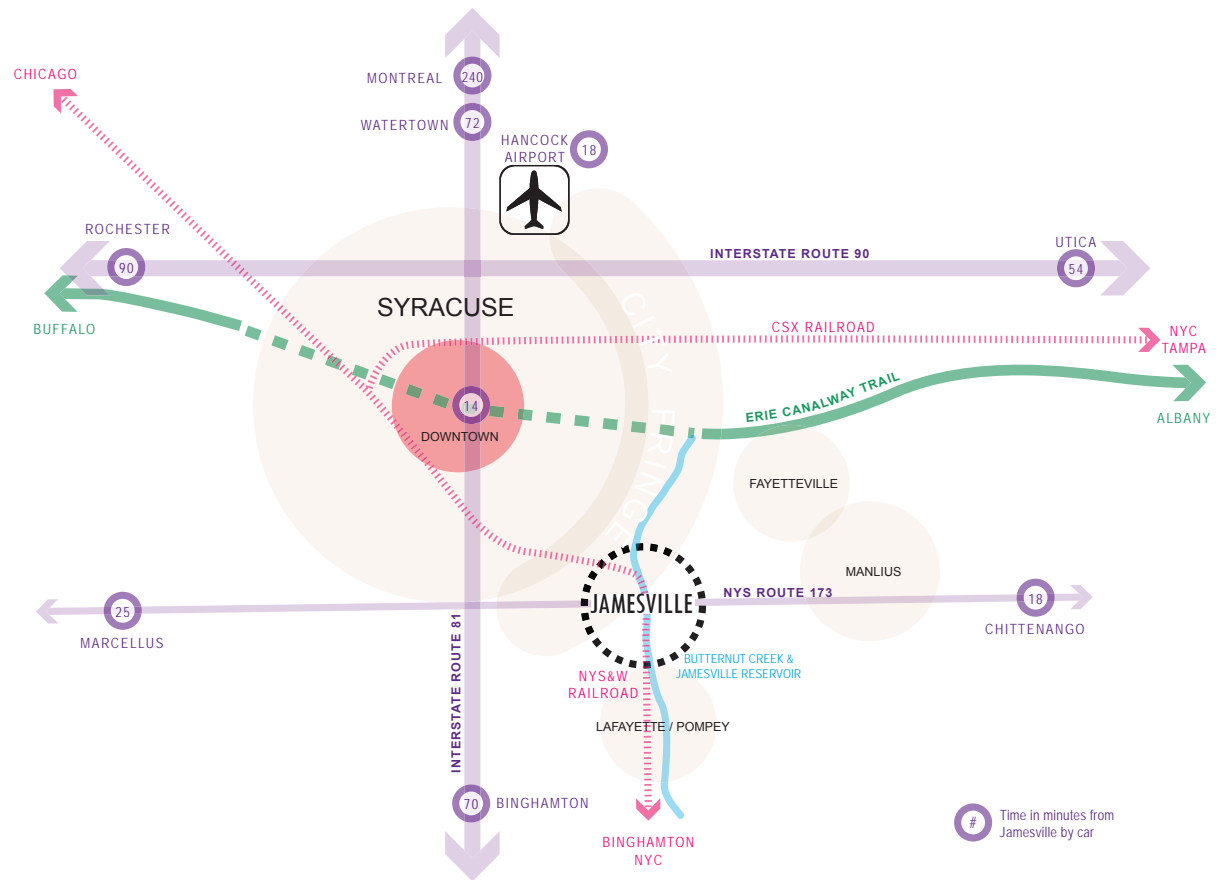 CHICAGO
MONTREAL
240
WATERTOWN
72
HANCOCK
AIRPORT
18
ROCHESTER
90
INTERSTATE ROUTE 90
UTICA
54
BUFFALO
SYRACUSE
CITY FRINGE
CSX RAILROAD
NYC
TAMPA
ERIE CANALWAY TRAIL
ALBANY
14
DOWNTOWN
FAYETTEVILLE
MANLIUS
25
MARCELLUS
JAMESVILLE
NYS ROUTE 173
18
CHITTENANGO
INTERSTATE ROUTE 81
BUTTERNUT CREEK &
JAMESVILLE RESERVOIR
NYS&W
RAILROAD
LAFAYETTE / POMPEY
70
BINGHAMTON
BINGHAMTON
NYC
#
Time in minutes from
Jamesville by car